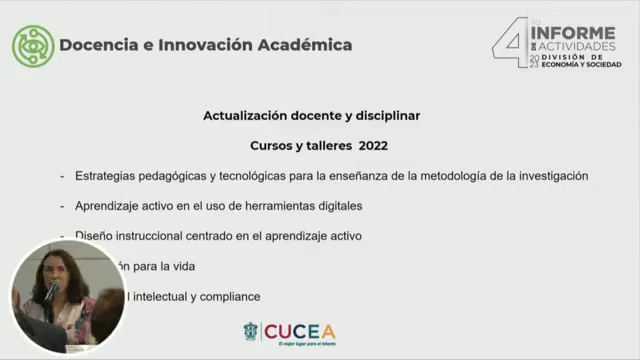 Docencia e Innovación Académica
4TO INFORME
DE ACTIVIDADES
2023 DIVISIÓN DE
ECONOMÍA Y SOCIEDAD
Actualización docente y disciplinar
Cursos y talleres 2022
- Estrategias pedagógicas y tecnológicas para la enseñanza de la metodología de la investigación
- Aprendizaje activo en el uso de herramientas digitales
- Diseño instruccional centrado en el aprendizaje activo
para la vida
intelectual y compliance
CUCEA
El mejor lugar para el talento